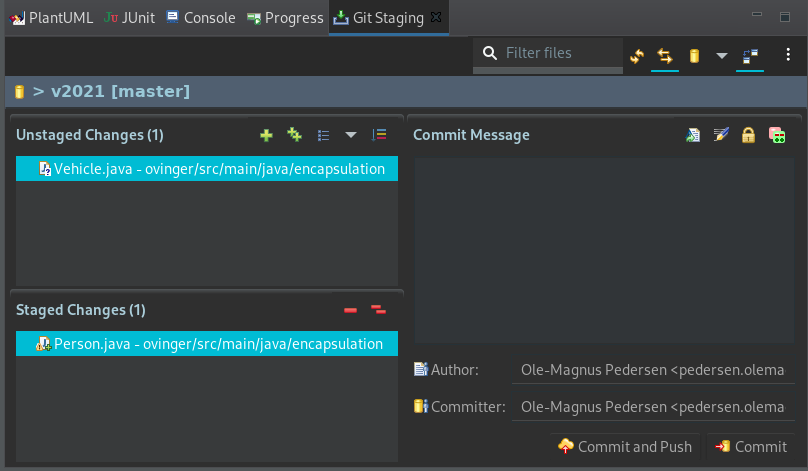 PlantUML JUnit Console Progress Git Staging
Filter files
> v2021 [master]
Unstaged Changes (1)
Vehicle.java - ovinger/src/main/java/encapsulation
Staged Changes (1)
Person.java - ovinger/src/main/java/encapsulation
Commit Message
Author: Ole-Magnus Pedersen <pedersen.olema
Committer: Ole-Magnus Pedersen <pedersen.olema
Commit and Push Commit